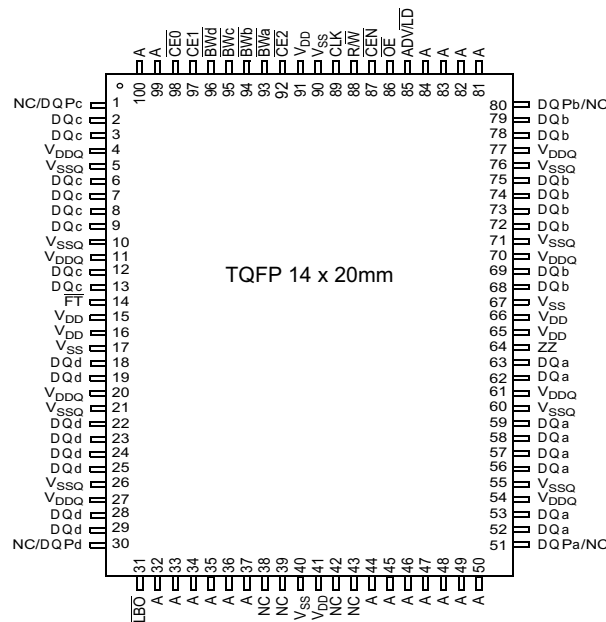 A A CE0 CE1 BWd BWc BWb BWa CE2 VDD VSS CLK R/W CEN OE ADV/LD A A A A
100 99 98 97 96 95 94 93 92 91 90 89 88 87 86 85 84 83 82 81
NC/DQPc 1
DQc 2
DQc 3
VDDQ 4
VSSQ 5
DQc 6
DQc 7
DQc 8
DQc 9
VSSQ 10
VDDQ 11
DQc 12
DQc 13
FT 14
VDD 15
VDD 16
VSS 17
DQd 18
DQd 19
VDDQ 20
VSSQ 21
DQd 22
DQd 23
DQd 24
DQd 25
VSSQ 26
VDDQ 27
DQd 28
DQd 29
NC/DQPd 30
TQFP 14 x 20mm
80 DQPb/NC
79 DQb
78 DQb
77 VDDQ
76 VSSQ
75 DQb
74 DQb
73 DQb
72 DQb
71 VSSQ
70 VDDQ
69 DQb
68 DQb
67 VSS
66 VDD
65 VDD
64 ZZ
63 DQa
62 DQa
61 VDDQ
60 VSSQ
59 DQa
58 DQa
57 DQa
56 DQa
55 VSSQ
54 VDDQ
53 DQa
52 DQa
51 DQPa/NC
31 32 33 34 35 36 37 38 39 40 41 42 43 44 45 46 47 48 49 50
LBO A A A A A A NC NC VSS VDD NC NC A A A A A A A